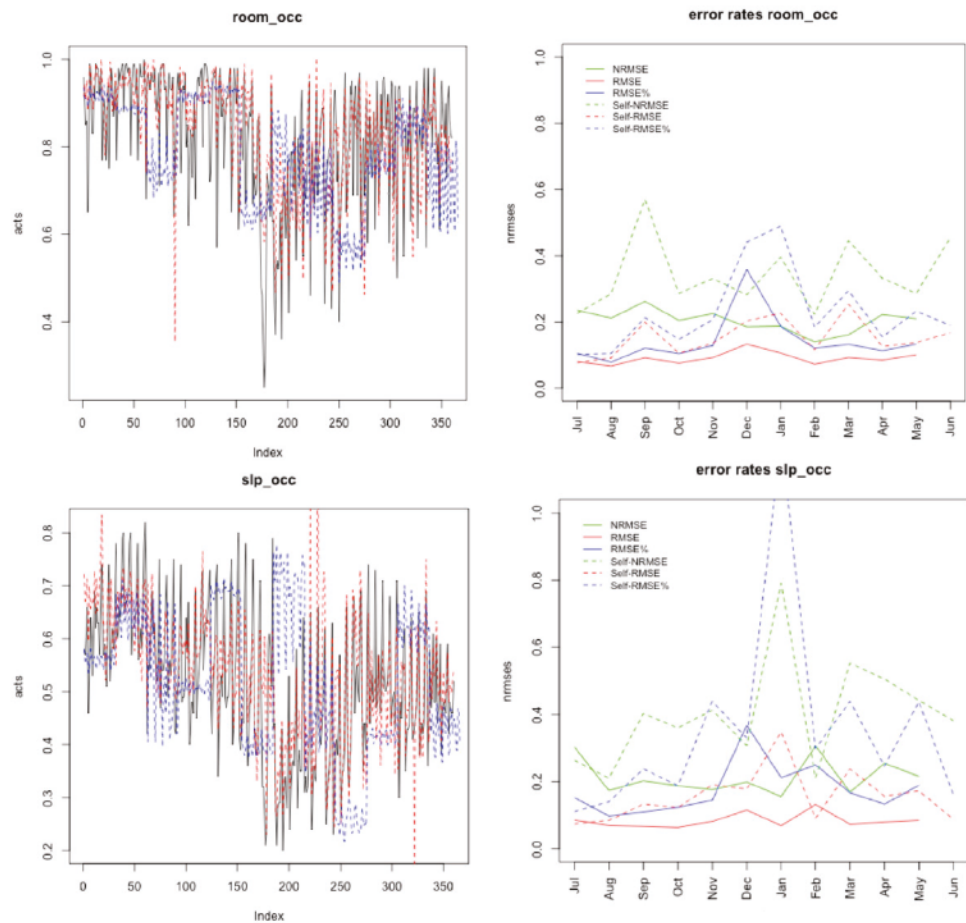 room_occ
acts
1.0
0.8
0.6
0.4
0 50 100 150 200 250 300 350
Index
error rates room_occ
nrmses
1.0
0.8
0.6
0.4
0.2
0.0
NRMSE
RMSE
RMSE%
Self-NRMSE
Self-RMSE
Self-RMSE%
Jul Aug Sep Oct Nov Dec Jan Feb Mar Apr May Jun
slp_occ
acts
0.8
0.7
0.6
0.5
0.4
0.3
0.2
0 50 100 150 200 250 300 350
Index
error rates slp_occ
nrmses
1.0
0.8
0.6
0.4
0.2
0.0
NRMSE
RMSE
RMSE%
Self-NRMSE
Self-RMSE
Self-RMSE%
Jul Aug Sep Oct Nov Dec Jan Feb Mar Apr May Jun